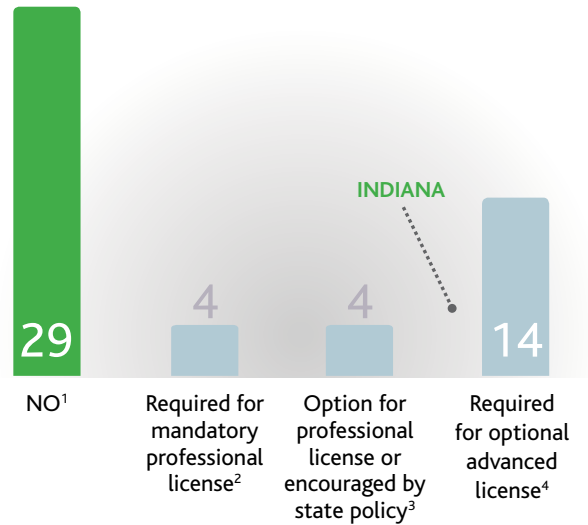 INDIANA
4
4
29
14
NO¹
Required for
mandatory
professional
license²
Option for
professional
license or
encouraged by
state policy³
Required
for optional
advanced
license⁴